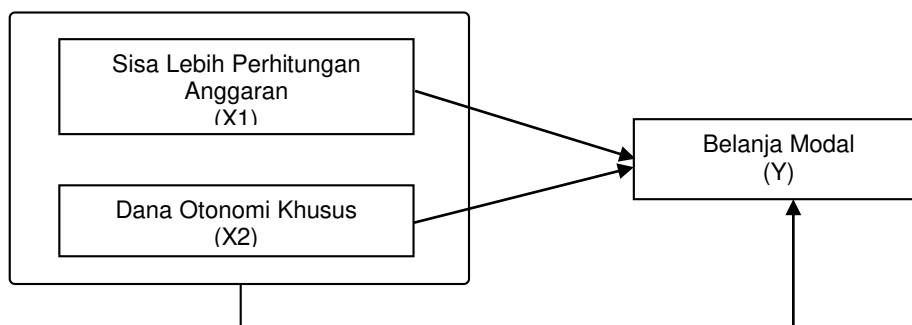 Sisa Lebih Perhitungan
Anggaran
(X1)
Belanja Modal
(Y)
Dana Otonomi Khusus
(X2)